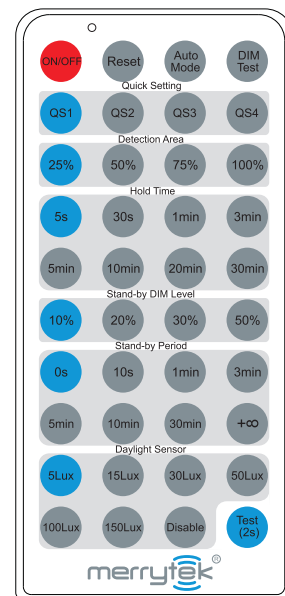 ON/OFF Reset Auto Mode DIM Test
Quick Setting
QS1 QS2 QS3 QS4
Detection Area
25% 50% 75% 100%
Hold Time
5s 30s 1min 3min
5min 10min 20min 30min
Stand-by DIM Level
10% 20% 30% 50%
Stand-by Period
0s 10s 1min 3min
5min 10min 30min +∞
Daylight Sensor
5Lux 15Lux 30Lux 50Lux
100Lux 150Lux Disable Test (2s)
merrytek®